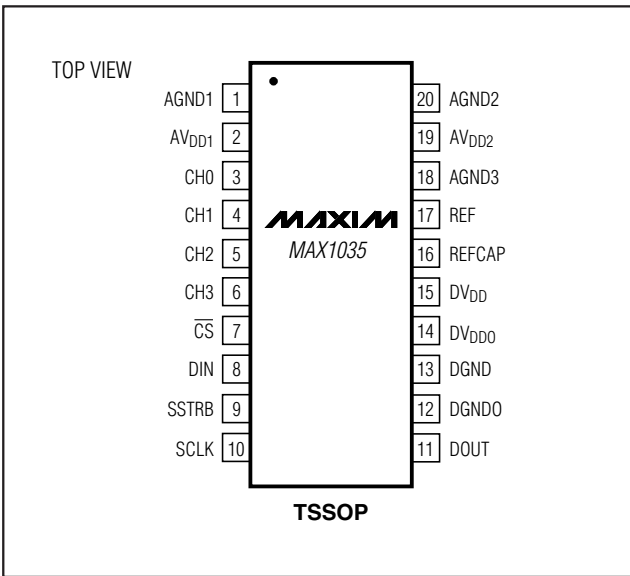 TOP VIEW
AGND1 1
AVDD1 2
CH0 3
CH1 4
CH2 5
CH3 6
C̅S̅ 7
DIN 8
SSTRB 9
SCLK 10
MAXIM
MAX1035
20 AGND2
19 AVDD2
18 AGND3
17 REF
16 REFCAP
15 DVDD
14 DVDDO
13 DGND
12 DGNDO
11 DOUT
TSSOP